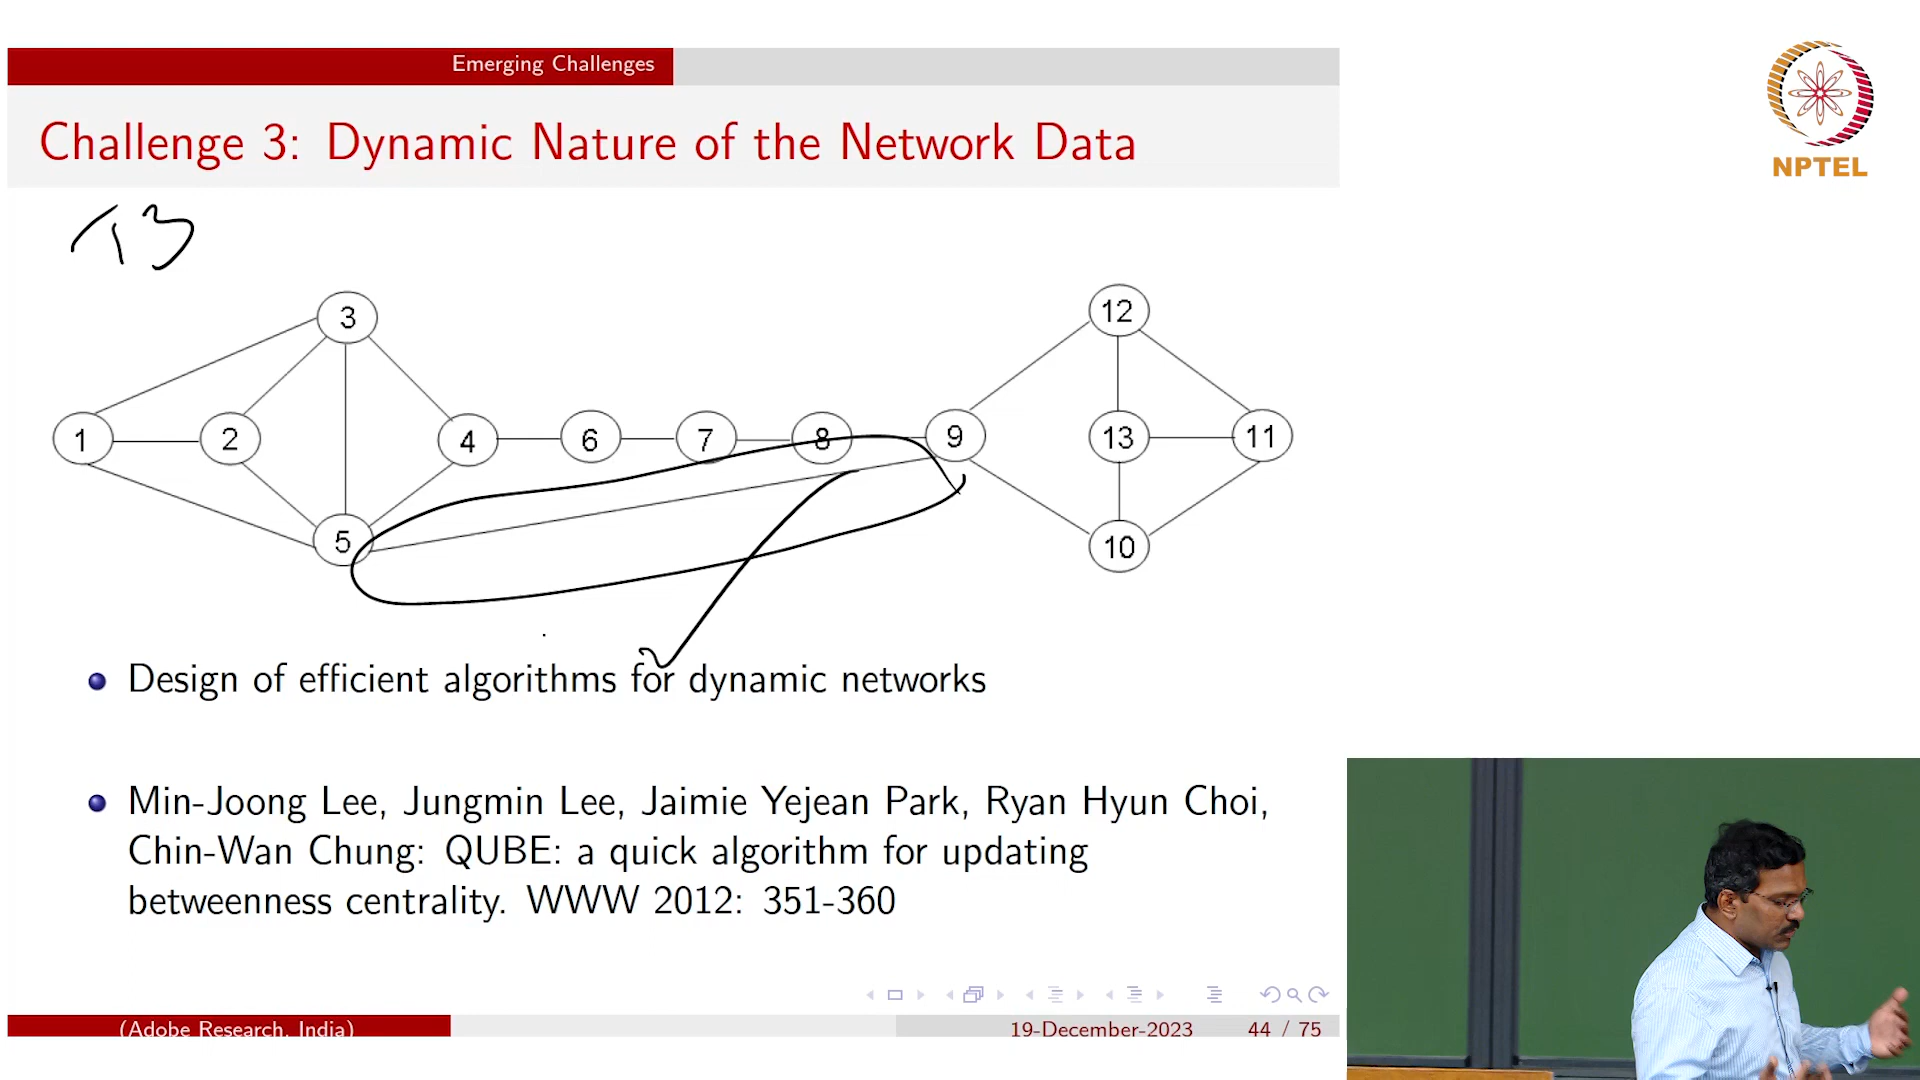 Emerging Challenges
NPTEL
Challenge 3: Dynamic Nature of the Network Data
T3
3
12
1
2
4
6
7
8
9
13
11
5
10
Design of efficient algorithms for dynamic networks
Min-Joong Lee, Jungmin Lee, Jaimie Yejean Park, Ryan Hyun Choi,
Chin-Wan Chung: QUBE: a quick algorithm for updating
betweenness centrality. WWW 2012: 351-360
(Adobe Research, India)
19-December-2023
44 / 75